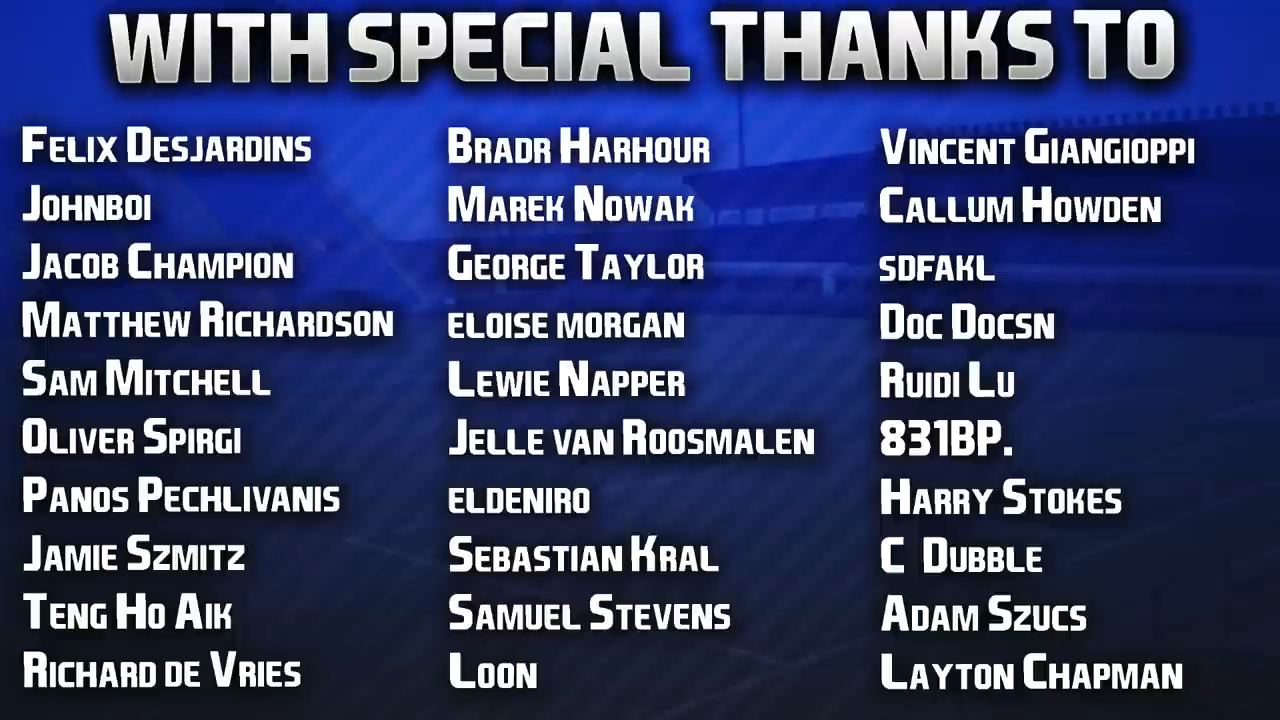 WITH SPECIAL THANKS TO
FELIX DESJARDINS
JOHNBOI
JACOB CHAMPION
MATTHEW RICHARDSON
SAM MITCHELL
OLIVER SPIRGI
PANOS PECHLIVANIS
JAMIE SZMITZ
TENG HO AIK
RICHARD DE VRIES
BRADR HARHOUR
MAREK NOWAK
GEORGE TAYLOR
ELOISE MORGAN
LEWIE NAPPER
JELLE VAN ROOSMALEN
ELDENIRO
SEBASTIAN KRAL
SAMUEL STEVENS
LOON
VINCENT GIANGIOPPI
CALLUM HOWDEN
SDFAKL
DOC DOCSN
RUIDI LU
831BP.
HARRY STOKES
C DUBBLE
ADAM SZUCS
LAYTON CHAPMAN